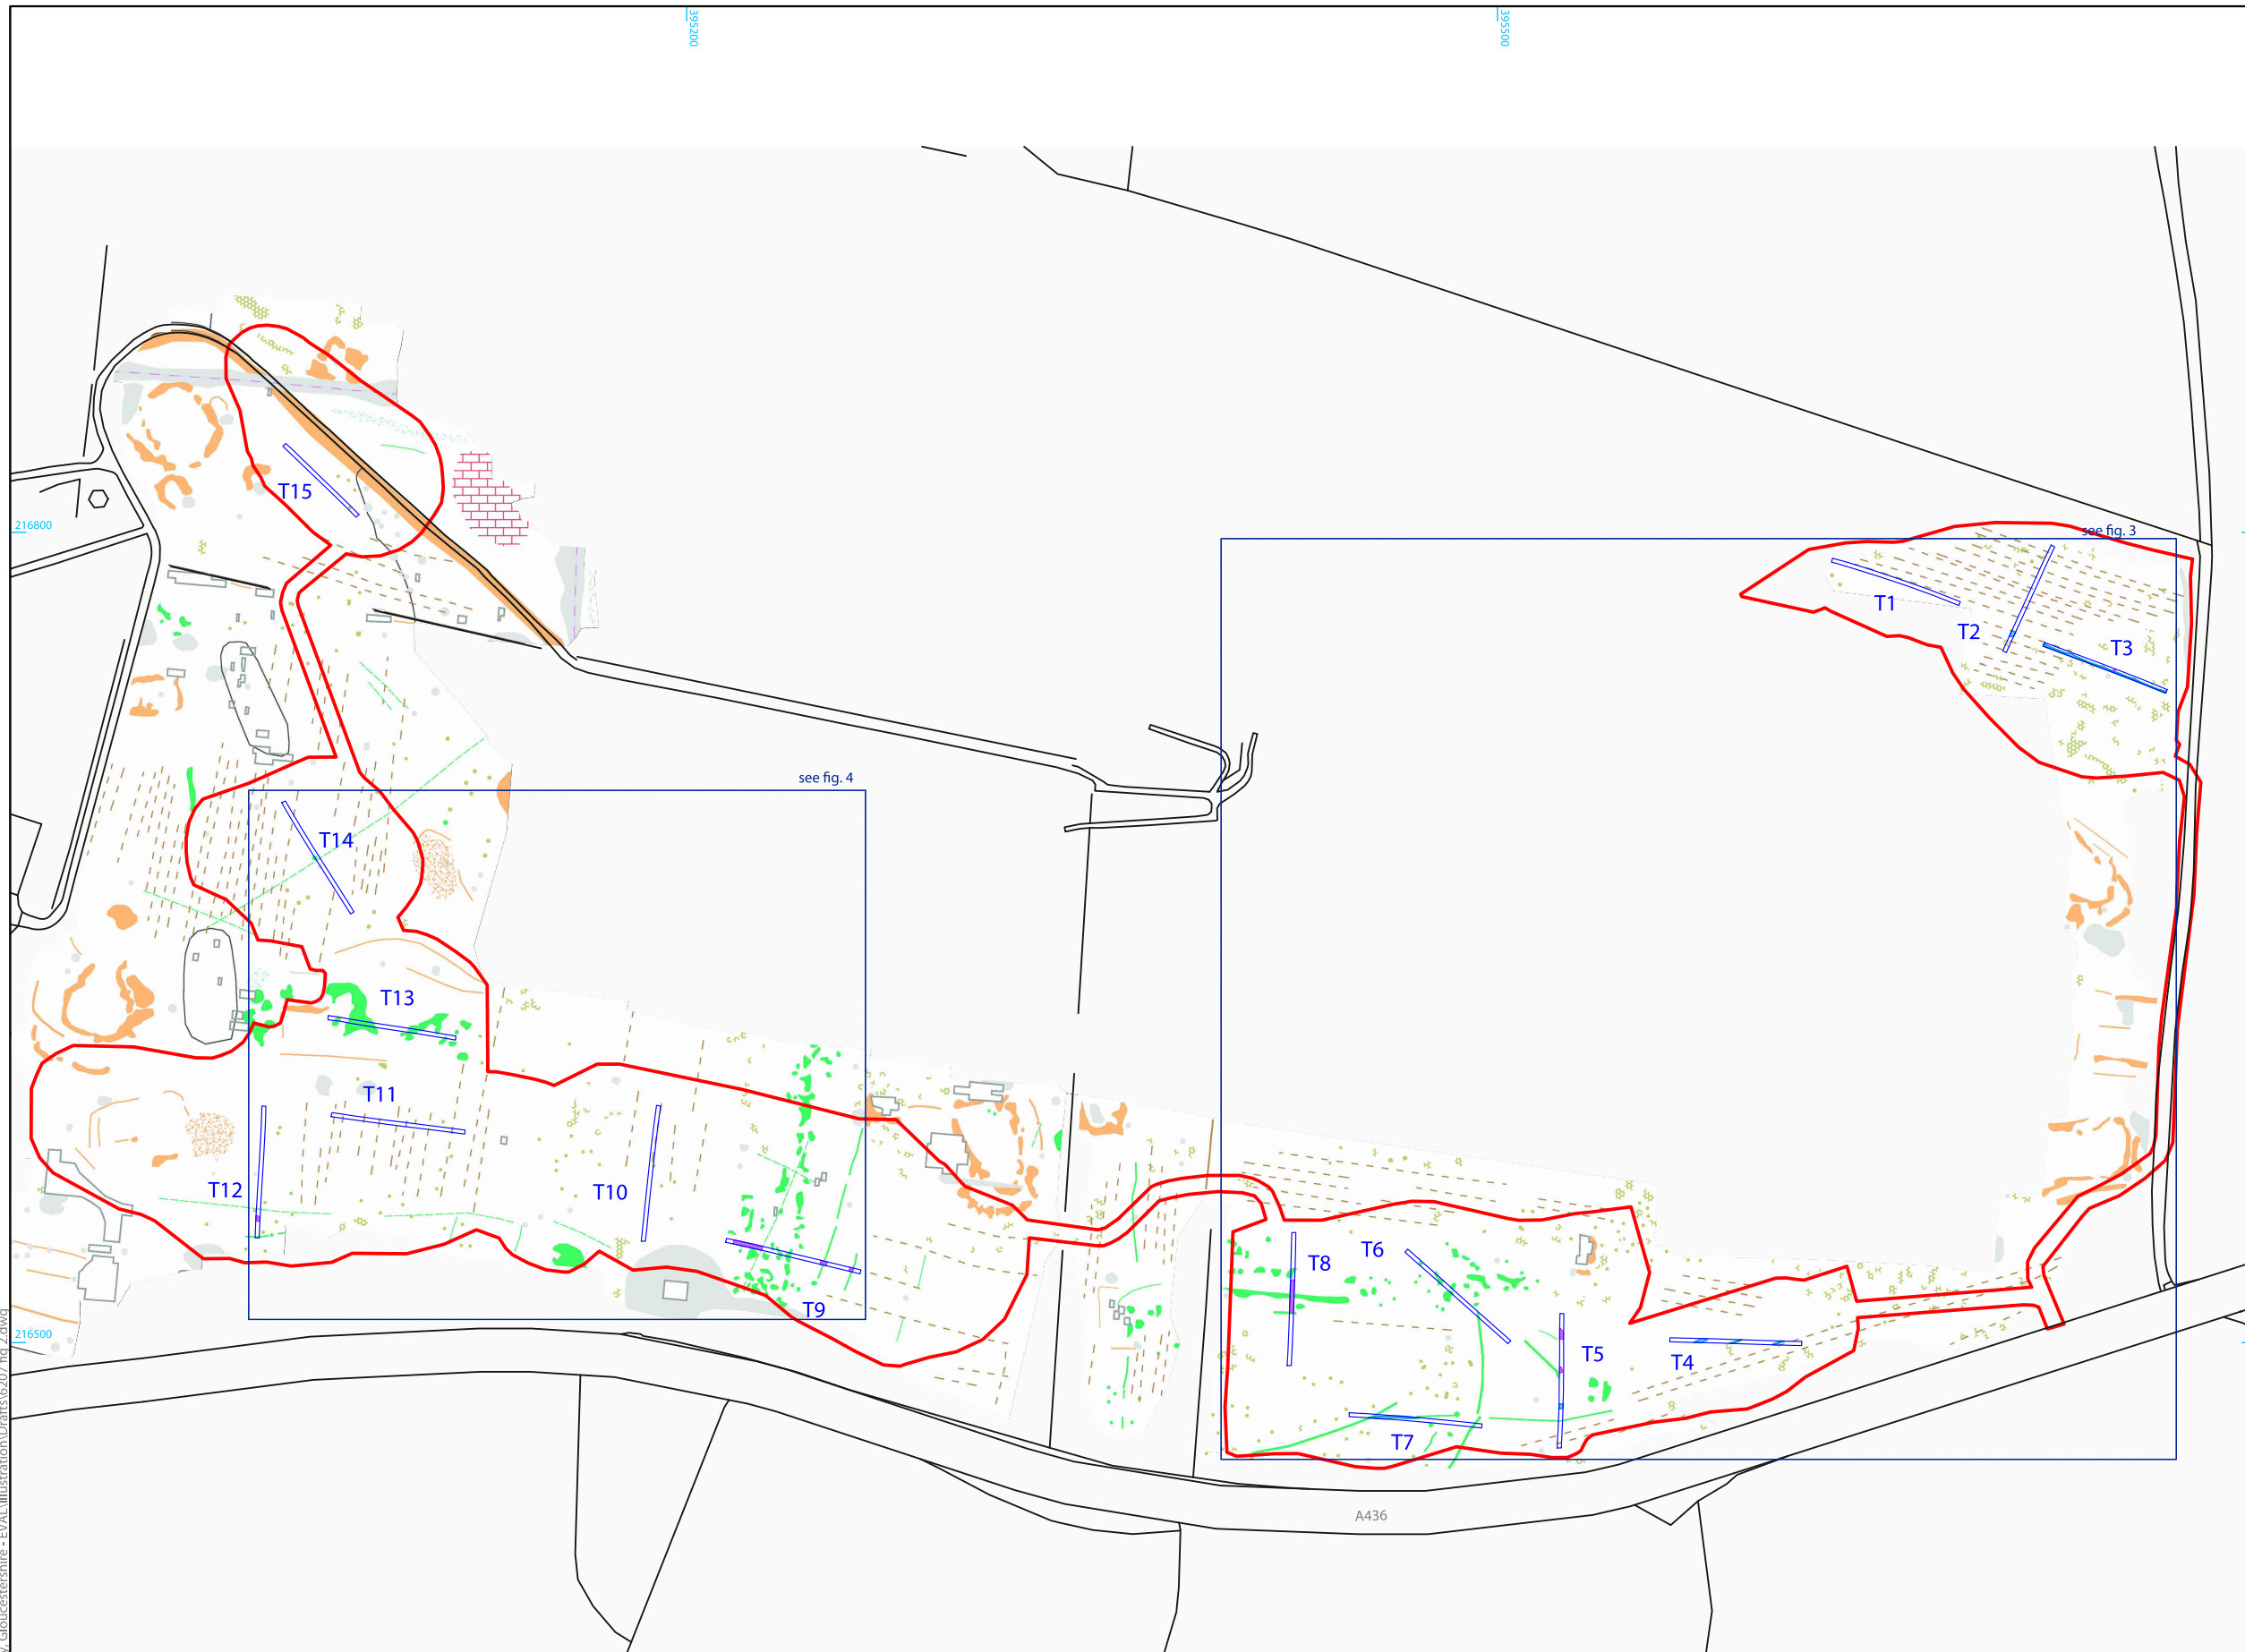 395200
395500
see fig. 3
216800
T15
T1
T2
T3
see fig. 4
T14
T13
T11
T12
T10
T9
T8
T6
T5
T4
T7
216500
A436
y, Gloucestershire - EVAL\Illustration\Drafts\6207 fig 2.dwg